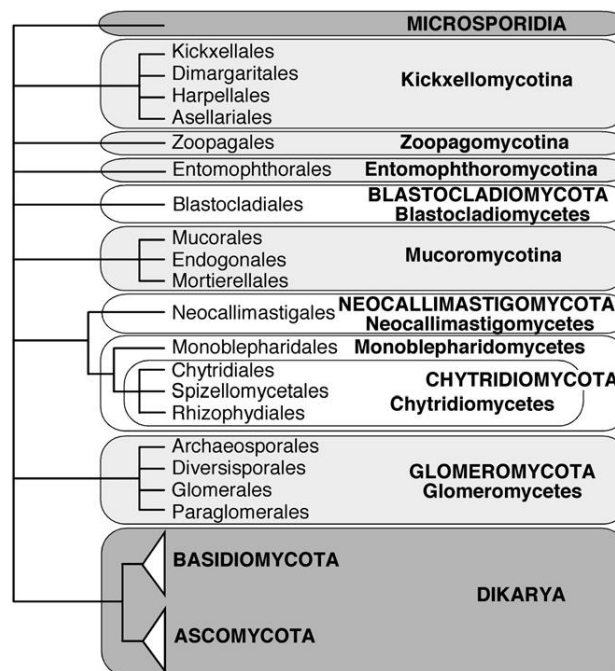 MICROSPORIDIA
Kickxellales
Dimargaritales
Harpellales
Asellariales
Kickxellomycotina
Zoopagales Zoopagomycotina
Entomophthorales Entomophthoromycotina
Blastocladiales
BLASTOCLADIOMYCOTA
Blastocladiomycetes
Mucorales
Endogonales
Mortierellales
Mucoromycotina
Neocallimastigales
NEOCALLIMASTIGOMYCOTA
Neocallimastigomycetes
Monoblepharidales Monoblepharidomycetes
Chytridiales
Spizellomycetales
Rhizophydiales
CHYTRIDIOMYCOTA
Chytridiomycetes
Archaeosporales
Diversisporales
Glomerales
Paraglomerales
GLOMEROMYCOTA
Glomeromycetes
BASIDIOMYCOTA
DIKARYA
ASCOMYCOTA